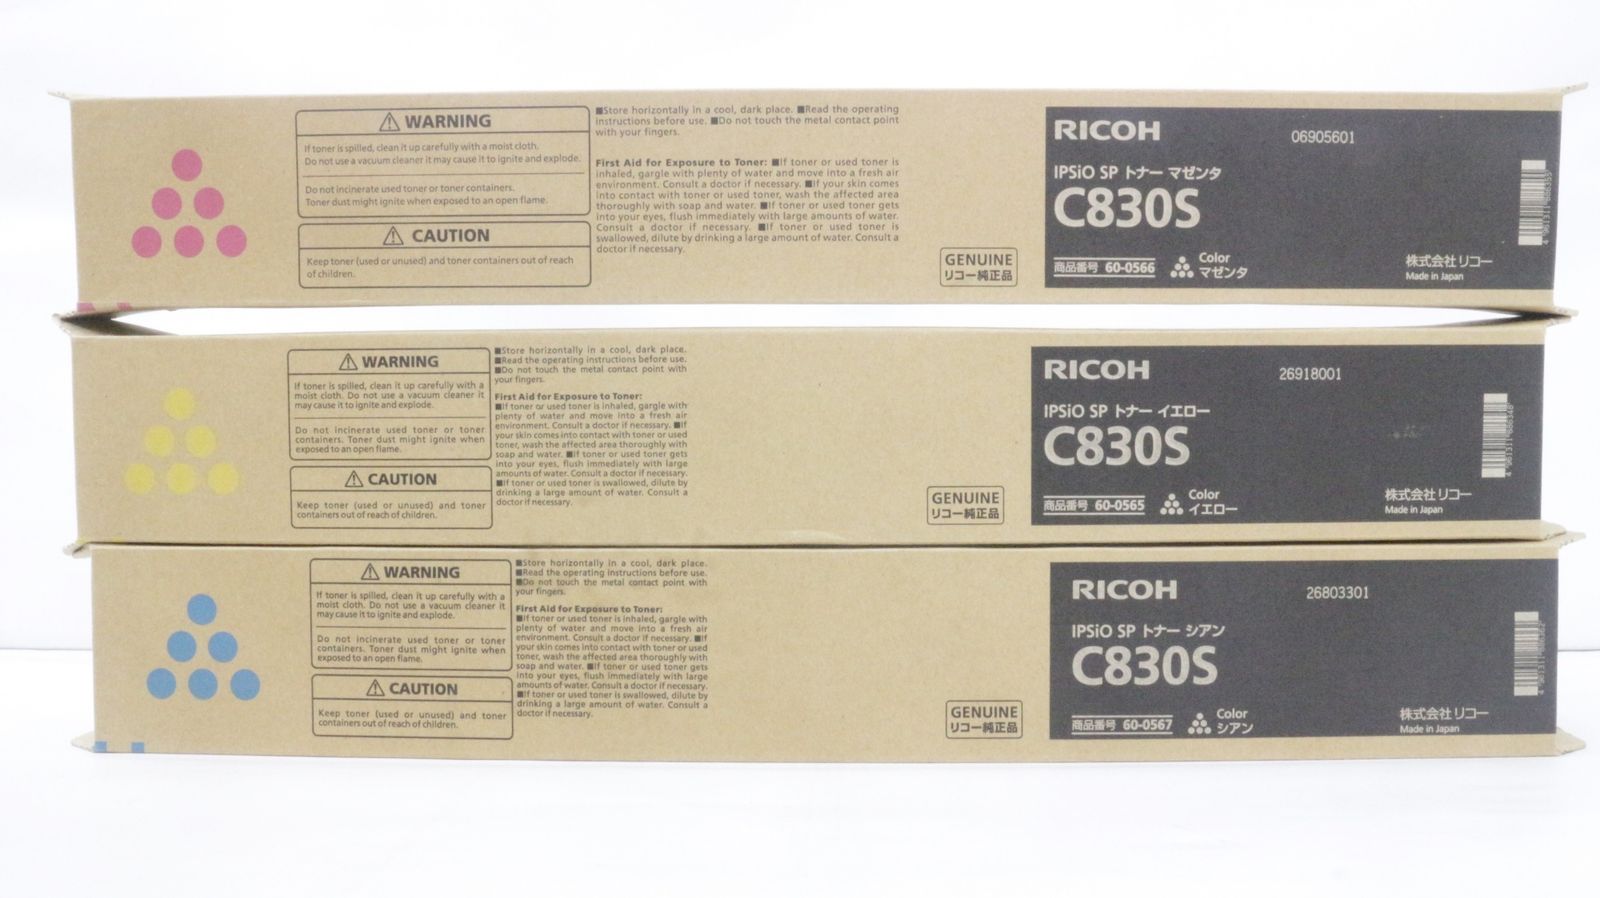 ⚠ WARNING
If toner is spilled, clean it up carefully with a moist cloth.
Do not use a vacuum cleaner it may cause it to ignite and explode.
Do not incinerate used toner or toner containers.
Toner dust might ignite when exposed to an open flame.
⚠ CAUTION
Keep toner (used or unused) and toner containers out of reach
of children.
■Store horizontally in a cool, dark place. ■Read the operating
instructions before use. ■Do not touch the metal contact point
with your fingers.
First Aid for Exposure to Toner: ■If toner or used toner is
inhaled, gargle with plenty of water and move into a fresh air
environment. Consult a doctor if necessary. ■If your skin comes
into contact with toner or used toner, wash the affected area
thoroughly with soap and water. ■If toner or used toner gets
into your eyes, flush immediately with large amounts of water.
Consult a doctor if necessary. ■If toner or used toner is
swallowed, dilute by drinking a large amount of water. Consult a
doctor if necessary.
GENUINE
リコー純正品
RICOH
06905601
IPSiO SP トナー マゼンタ
C830S
商品番号 60-0566
Color
マゼンタ
株式会社リコー
Made in Japan
⚠ WARNING
If toner is spilled, clean it up carefully with a
moist cloth. Do not use a vacuum cleaner it
may cause it to ignite and explode.
Do not incinerate used toner or toner
containers. Toner dust might ignite when
exposed to an open flame.
⚠ CAUTION
Keep toner (used or unused) and toner
containers out of reach of children.
■Store horizontally in a cool, dark place.
■Read the operating instructions before use.
■Do not touch the metal contact point with
your fingers.
First Aid for Exposure to Toner:
■If toner or used toner is inhaled, gargle with
plenty of water and move into a fresh air
environment. Consult a doctor if necessary. ■If
your skin comes into contact with toner or used
toner, wash the affected area thoroughly with
soap and water. ■If toner or used toner gets
into your eyes, flush immediately with large
amounts of water. Consult a doctor if necessary.
■If toner or used toner is swallowed, dilute by
drinking a large amount of water. Consult a
doctor if necessary.
GENUINE
リコー純正品
RICOH
26918001
IPSiO SP トナー イエロー
C830S
商品番号 60-0565
Color
イエロー
株式会社リコー
Made in Japan
⚠ WARNING
If toner is spilled, clean it up carefully with a
moist cloth. Do not use a vacuum cleaner it
may cause it to ignite and explode.
Do not incinerate used toner or toner
containers. Toner dust might ignite when
exposed to an open flame.
⚠ CAUTION
Keep toner (used or unused) and toner
containers out of reach of children.
■Store horizontally in a cool, dark place.
■Read the operating instructions before use.
■Do not touch the metal contact point with
your fingers.
First Aid for Exposure to Toner:
■If toner or used toner is inhaled, gargle with
plenty of water and move into a fresh air
environment. Consult a doctor if necessary. ■If
your skin comes into contact with toner or used
toner, wash the affected area thoroughly with
soap and water. ■If toner or used toner gets
into your eyes, flush immediately with large
amounts of water. Consult a doctor if necessary.
■If toner or used toner is swallowed, dilute by
drinking a large amount of water. Consult a
doctor if necessary.
GENUINE
リコー純正品
RICOH
26803301
IPSiO SP トナー シアン
C830S
商品番号 60-0567
Color
シアン
株式会社リコー
Made in Japan